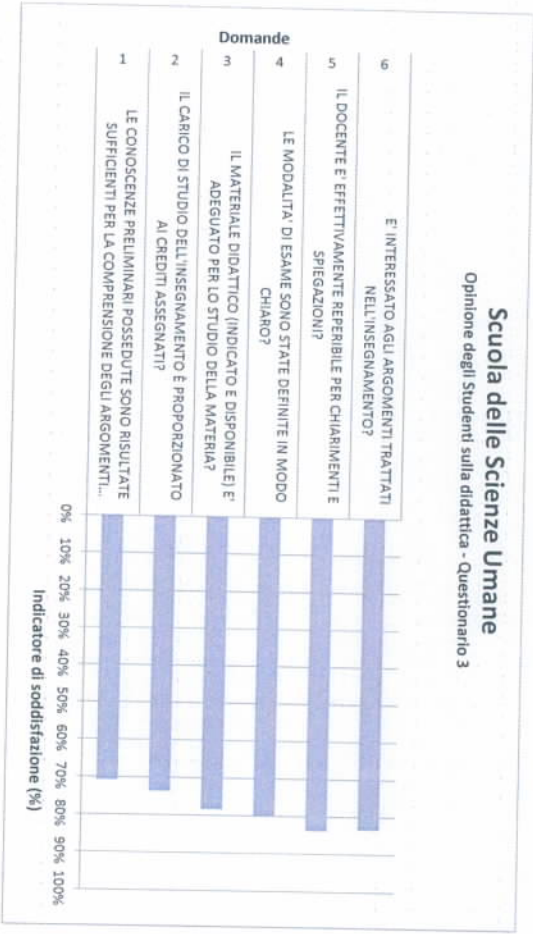 Scuola delle Scienze Umane
Opinione degli Studenti sulla didattica - Questionario 3
Domande
6
E' INTERESSATO AGLI ARGOMENTI TRATTATI
NELL'INSEGNAMENTO?
5
IL DOCENTE E' EFFETTIVAMENTE REPERIBILE PER CHIARIMENTI E
SPIEGAZIONI?
4
LE MODALITA' DI ESAME SONO STATE DEFINITE IN MODO
CHIARO?
3
IL MATERIALE DIDATTICO (INDICATO E DISPONIBILE) E'
ADEGUATO PER LO STUDIO DELLA MATERIA?
2
IL CARICO DI STUDIO DELL'INSEGNAMENTO È PROPORZIONATO
AI CREDITI ASSEGNATI?
1
LE CONOSCENZE PRELIMINARI POSSEDUTE SONO RISULTATE
SUFFICIENTI PER LA COMPRENSIONE DEGLI ARGOMENTI...
0% 10% 20% 30% 40% 50% 60% 70% 80% 90% 100%
Indicatore di soddisfazione (%)